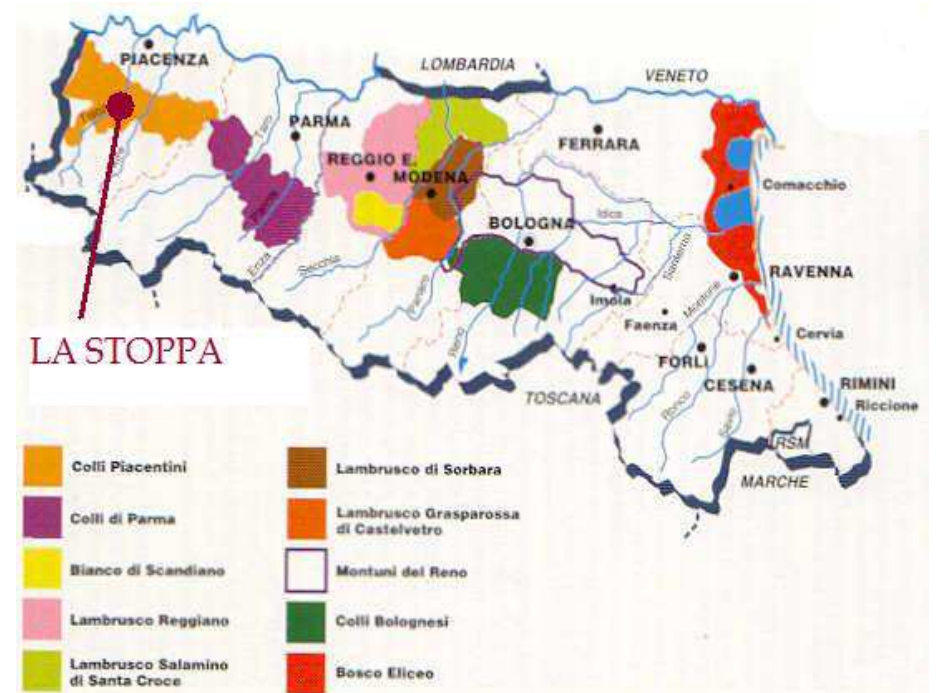 PIACENZA
LOMBARDIA
VENETO
PARMA
Taro
FERRARA
REGGIO E.
MODENA
Comacchio
BOLOGNA
Idice
Parma
Enza
Secchia
Panaro
Reno
Santerno
Imola
RAVENNA
Montone
Faenza
Cervia
LA STOPPA
FORLI
CESENA
RIMINI
Riccione
TOSCANA
Ronco
Savio
RSM
MARCHE
Colli Piacentini
Colli di Parma
Bianco di Scandiano
Lambrusco Reggiano
Lambrusco Salamino
di Santa Croce
Lambrusco di Sorbara
Lambrusco Grasparossa
di Castelvetro
Montuni del Reno
Colli Bolognesi
Bosco Eliceo